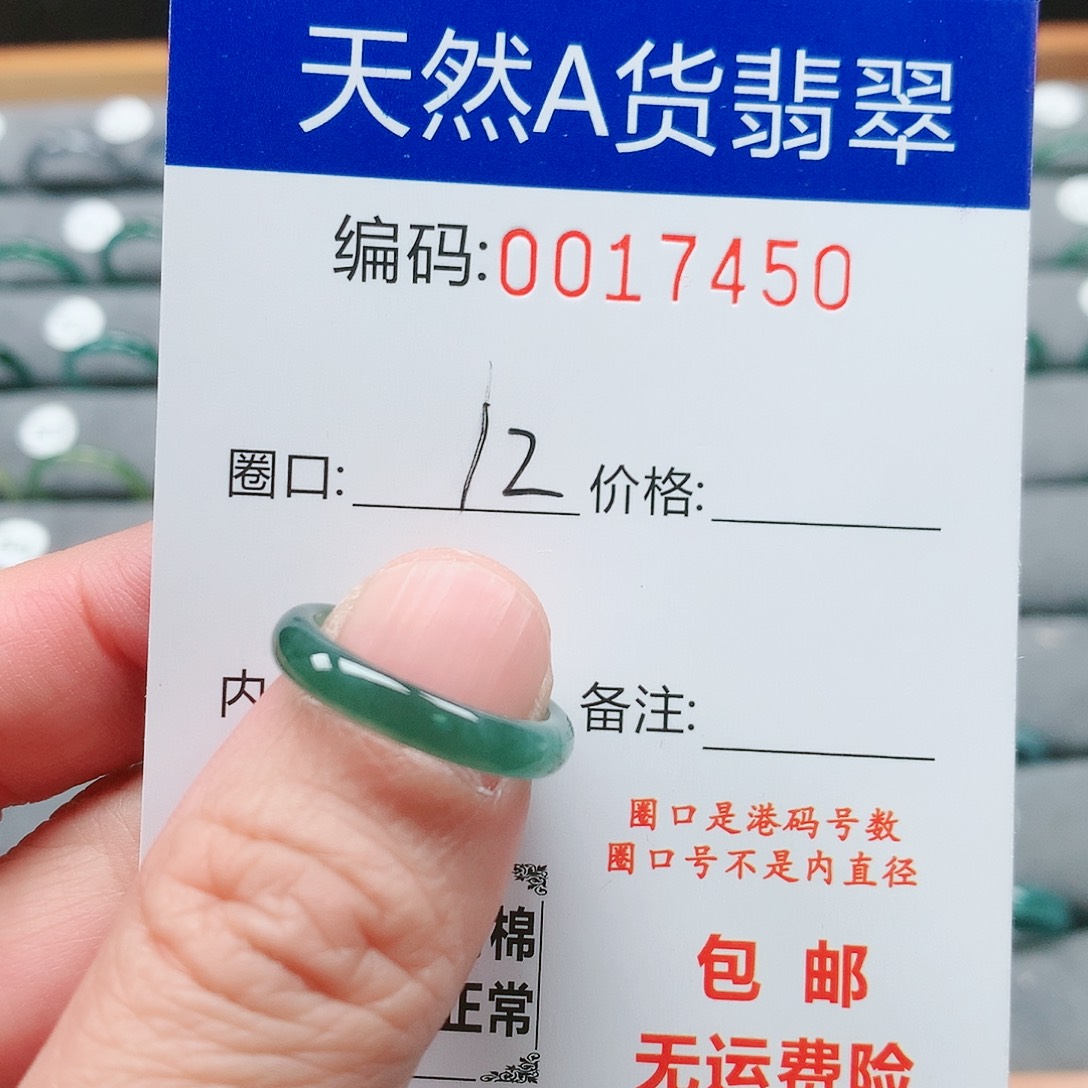 天然A货翡翠
编码:0017450
圈口: 12 价格:
内
备注:
圈口是港码号数
圈口号不是内直径
棉
正常
包 邮
无运费险